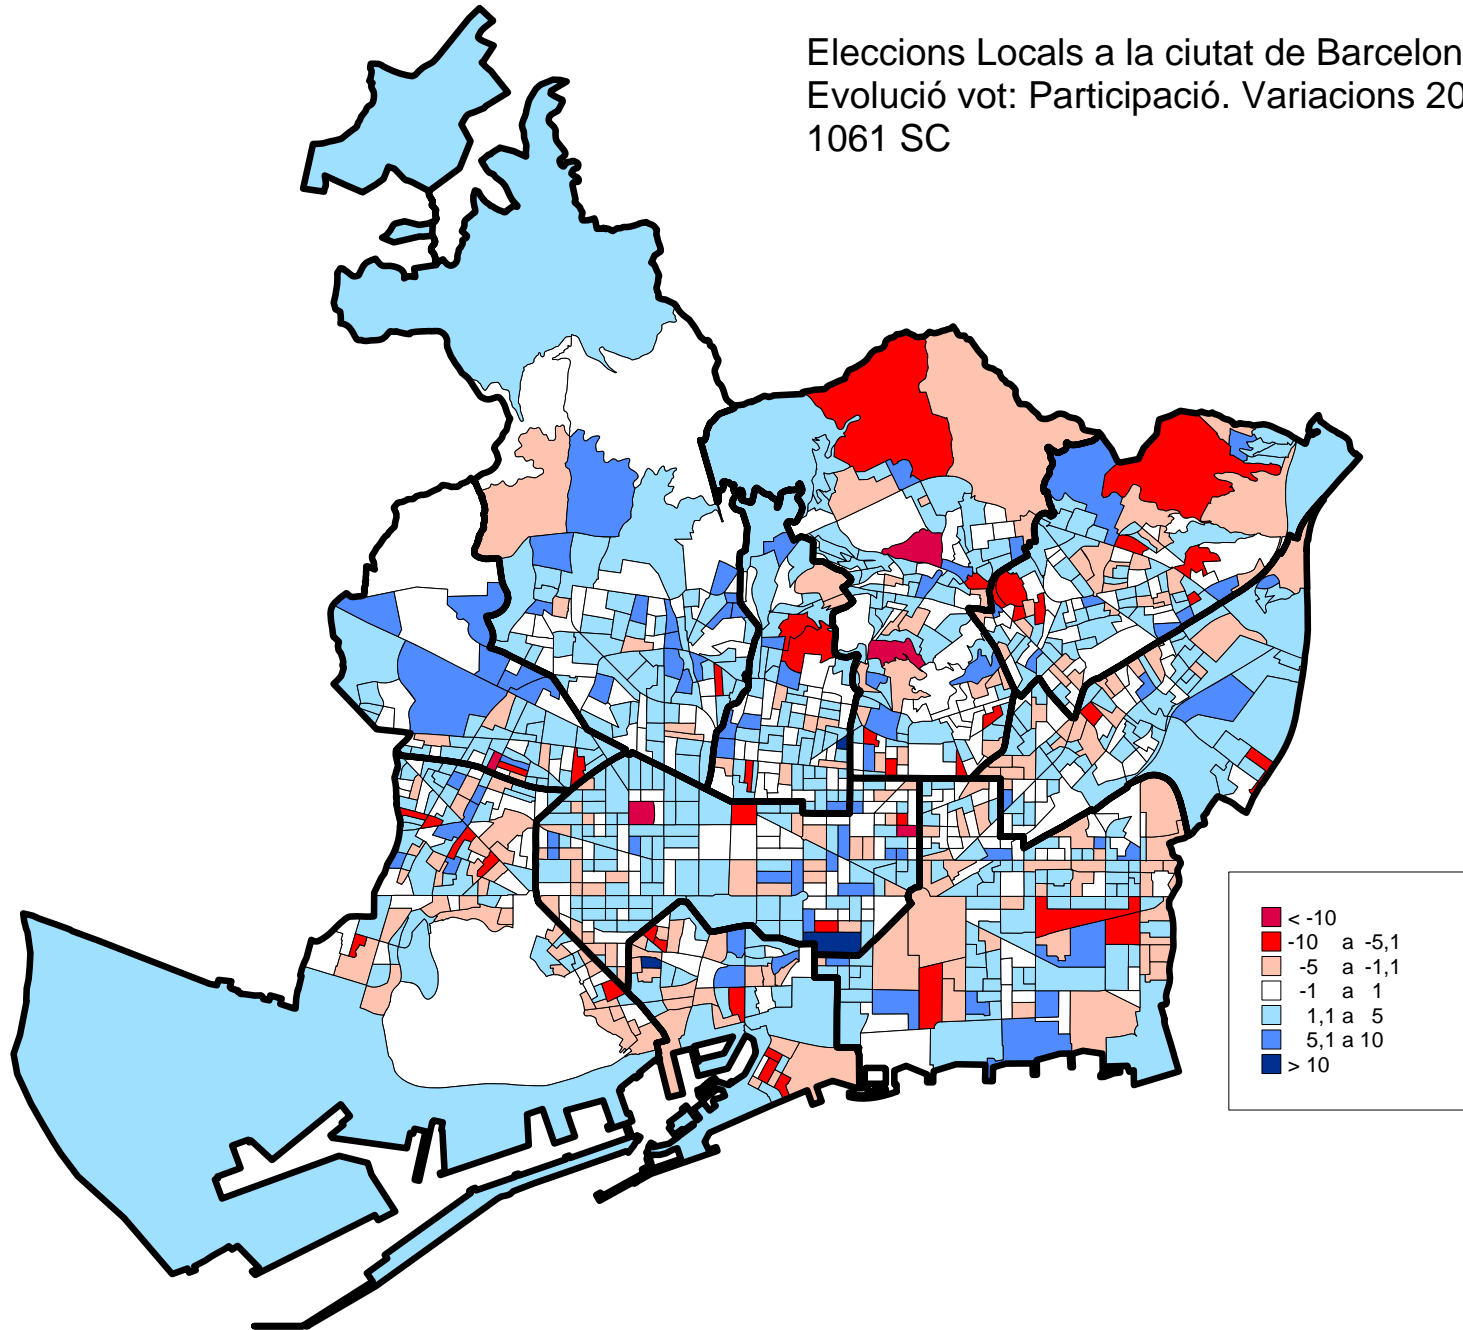 Eleccions Locals a la ciutat de Barcelon
Evolució vot: Participació. Variacions 20
1061 SC
< -10
-10 a -5,1
-5 a -1,1
-1 a 1
1,1 a 5
5,1 a 10
> 10